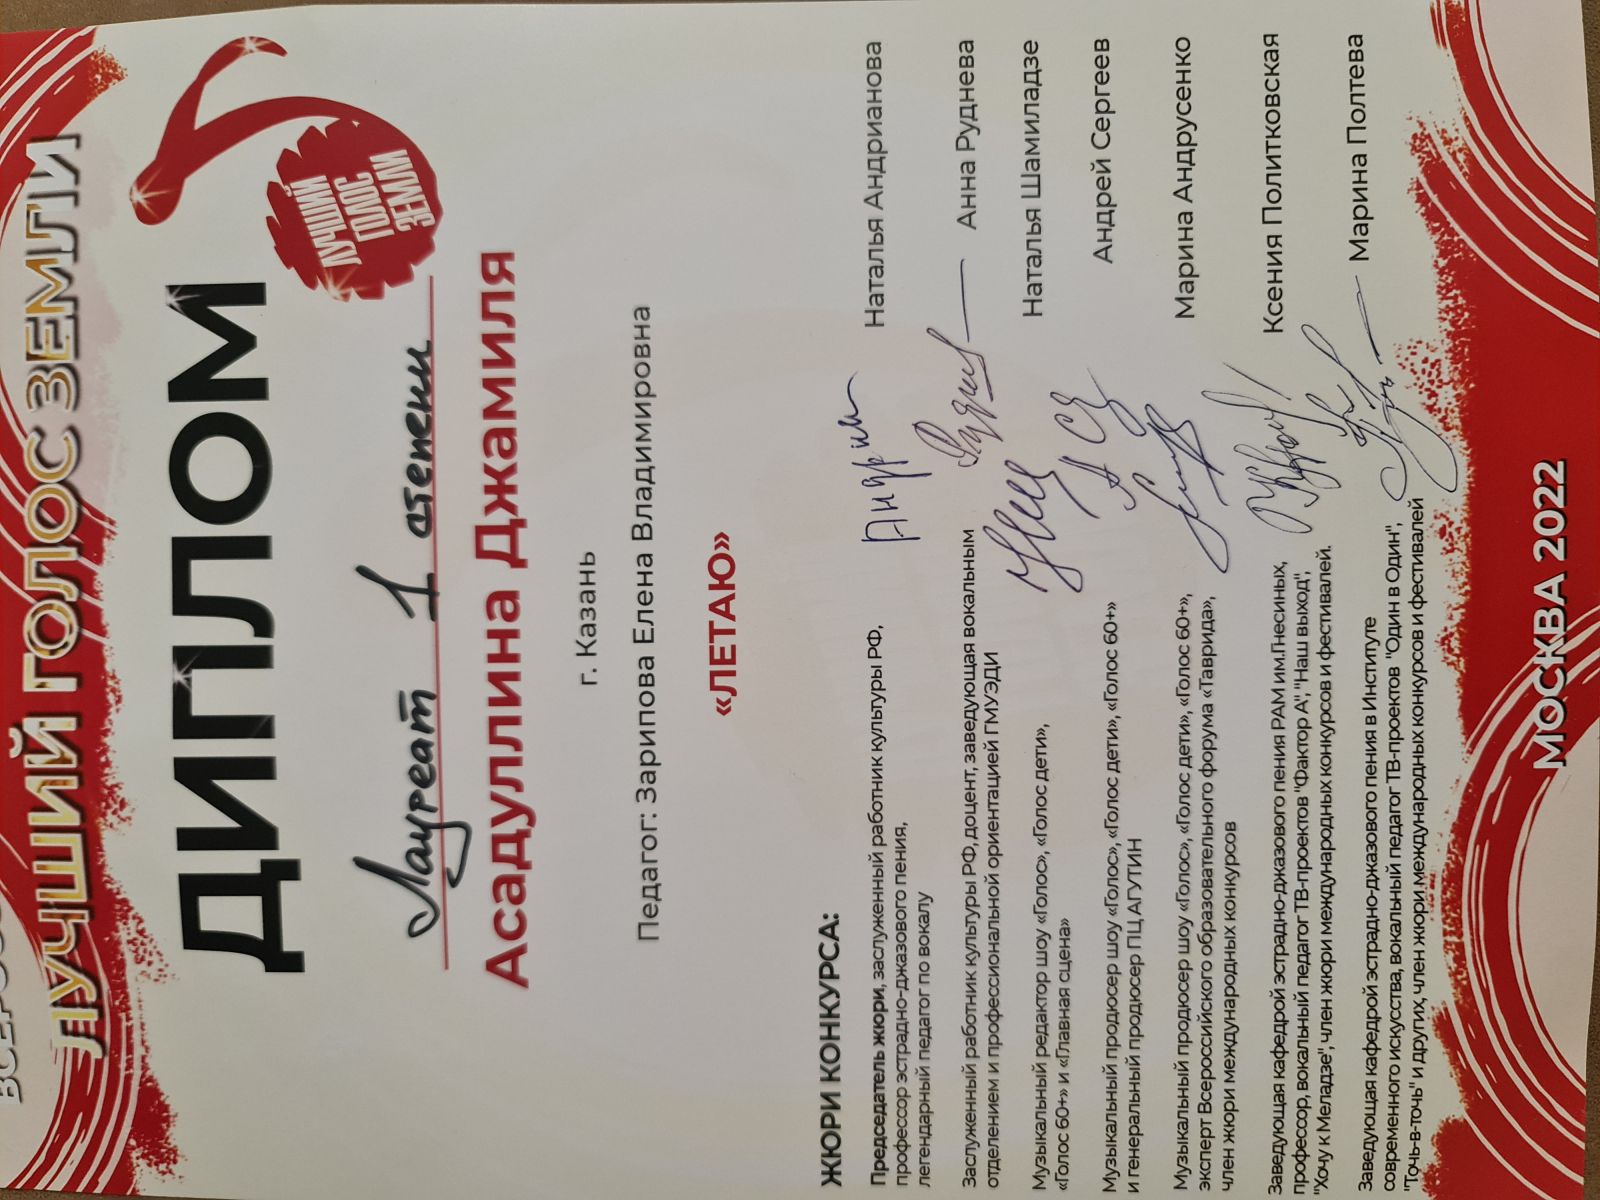 ЛУЧШИЙ ГОЛОС ЗЕМЛИ
ДИПЛОМ
ЛУЧШИЙ
ГОЛОС
ЗЕМЛИ
Лауреат 1 степени
Асадуллина Джамиля
г. Казань
Педагог: Зарипова Елена Владимировна
«ЛЕТАЮ»
ЖЮРИ КОНКУРСА:
Председатель жюри, заслуженный работник культуры РФ,
профессор эстрадно-джазового пения,
легендарный педагог по вокалу
Наталья Андрианова
Заслуженный работник культуры РФ, доцент, заведующая вокальным
отделением и профессиональной ориентацией ГМУЭДИ
Анна Руднева
Музыкальный редактор шоу «Голос», «Голос дети»,
«Голос 60+» и «Главная сцена»
Наталья Шамиладзе
Музыкальный продюсер шоу «Голос», «Голос дети», «Голос 60+»
и генеральный продюсер ПЦ АГУТИН
Андрей Сергеев
Музыкальный продюсер шоу «Голос», «Голос дети», «Голос 60+»,
эксперт Всероссийского образовательного форума «Таврида»,
член жюри международных конкурсов
Марина Андрусенко
Заведующая кафедрой эстрадно-джазового пения РАМ им.Гнесиных,
профессор, вокальный педагог ТВ-проектов "Фактор А", "Наш выход",
"Хочу к Меладзе", член жюри международных конкурсов и фестивалей.
Ксения Политковская
Заведующая кафедрой эстрадно-джазового пения в Институте
современного искусства, вокальный педагог ТВ-проектов "Один в Один",
"Точь-в-точь" и других, член жюри международных конкурсов и фестивалей
Марина Полтева
МОСКВА 2022